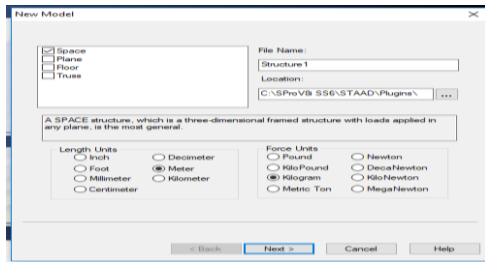 New Model
Space
Plane
Floor
Truss
File Name:
Structure1
Location:
C:\SProV8i SS6\STAAD\Plugins\ ...
A SPACE structure, which is a three-dimensional framed structure with loads applied in
any plane, is the most general.
Length Units
Inch Decimeter
Foot Meter
Millimeter Kilometer
Centimeter
Force Units
Pound Newton
KiloPound DecaNewton
Kilogram KiloNewton
Metric Ton MegaNewton
< Back Next > Cancel Help